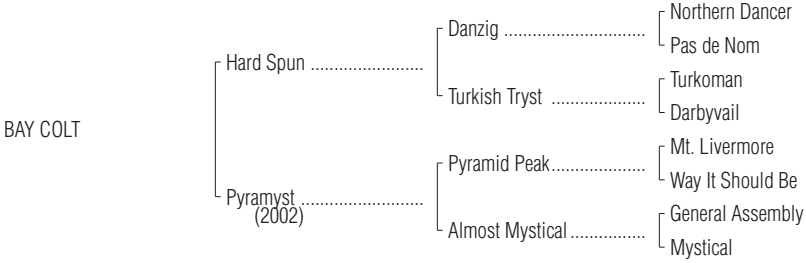 Northern Dancer
Danzig ..............................
Pas de Nom
Hard Spun ........................
Turkoman
Turkish Tryst ....................
Darbyvail
BAY COLT
Mt. Livermore
Pyramid Peak....................
Way It Should Be
Pyramyst ..........................
(2002)
General Assembly
Almost Mystical................
Mystical